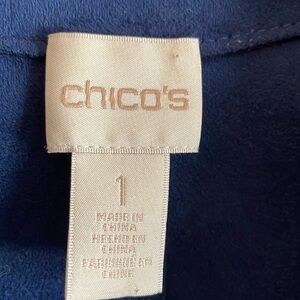 chico's
1
MADE IN
CHINA
HECHO EN
CHINA
FABRIQUÉ EN
CHINE